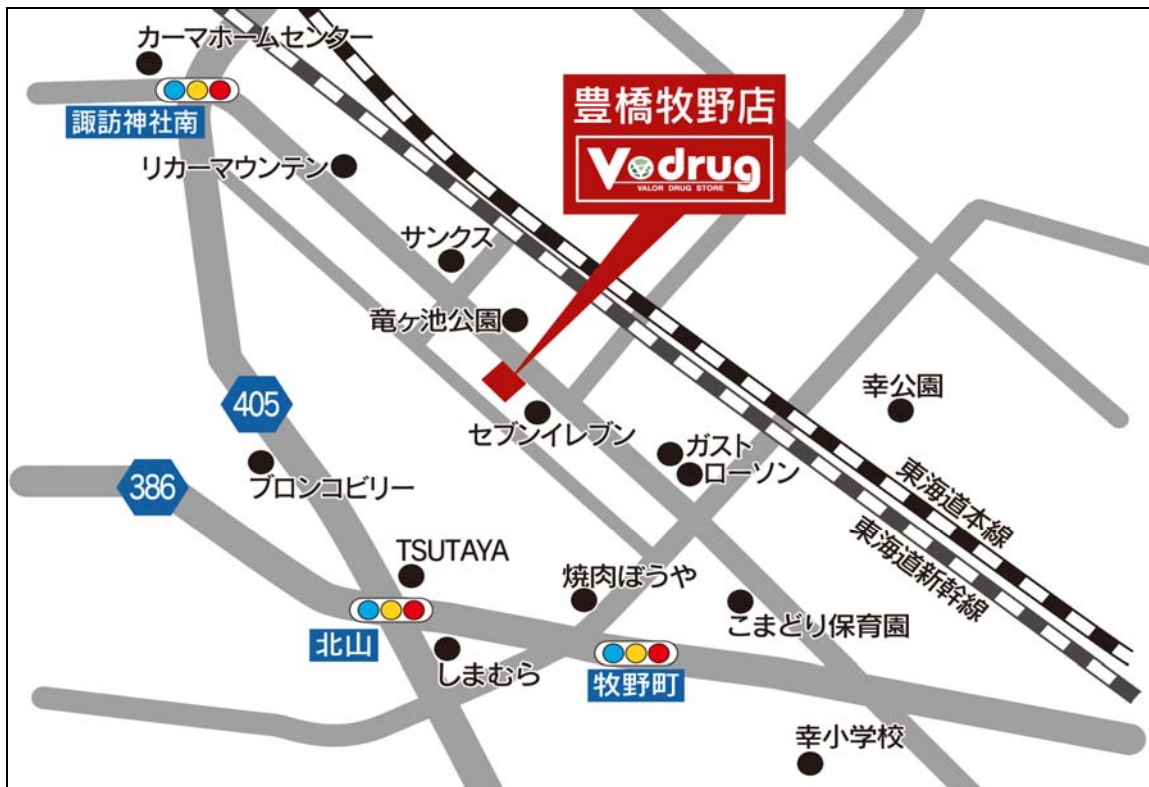 カーマホームセンター
諏訪神社南
豊橋牧野店
V drug
VALOR DRUG STORE
リカーマウンテン
サンクス
竜ヶ池公園
405
セブンイレブン
幸公園
ガスト
ローソン
386
ブロンコビリー
東海道本線
東海道新幹線
TSUTAYA
焼肉ぼうや
こまどり保育園
北山
しまむら
牧野町
幸小学校